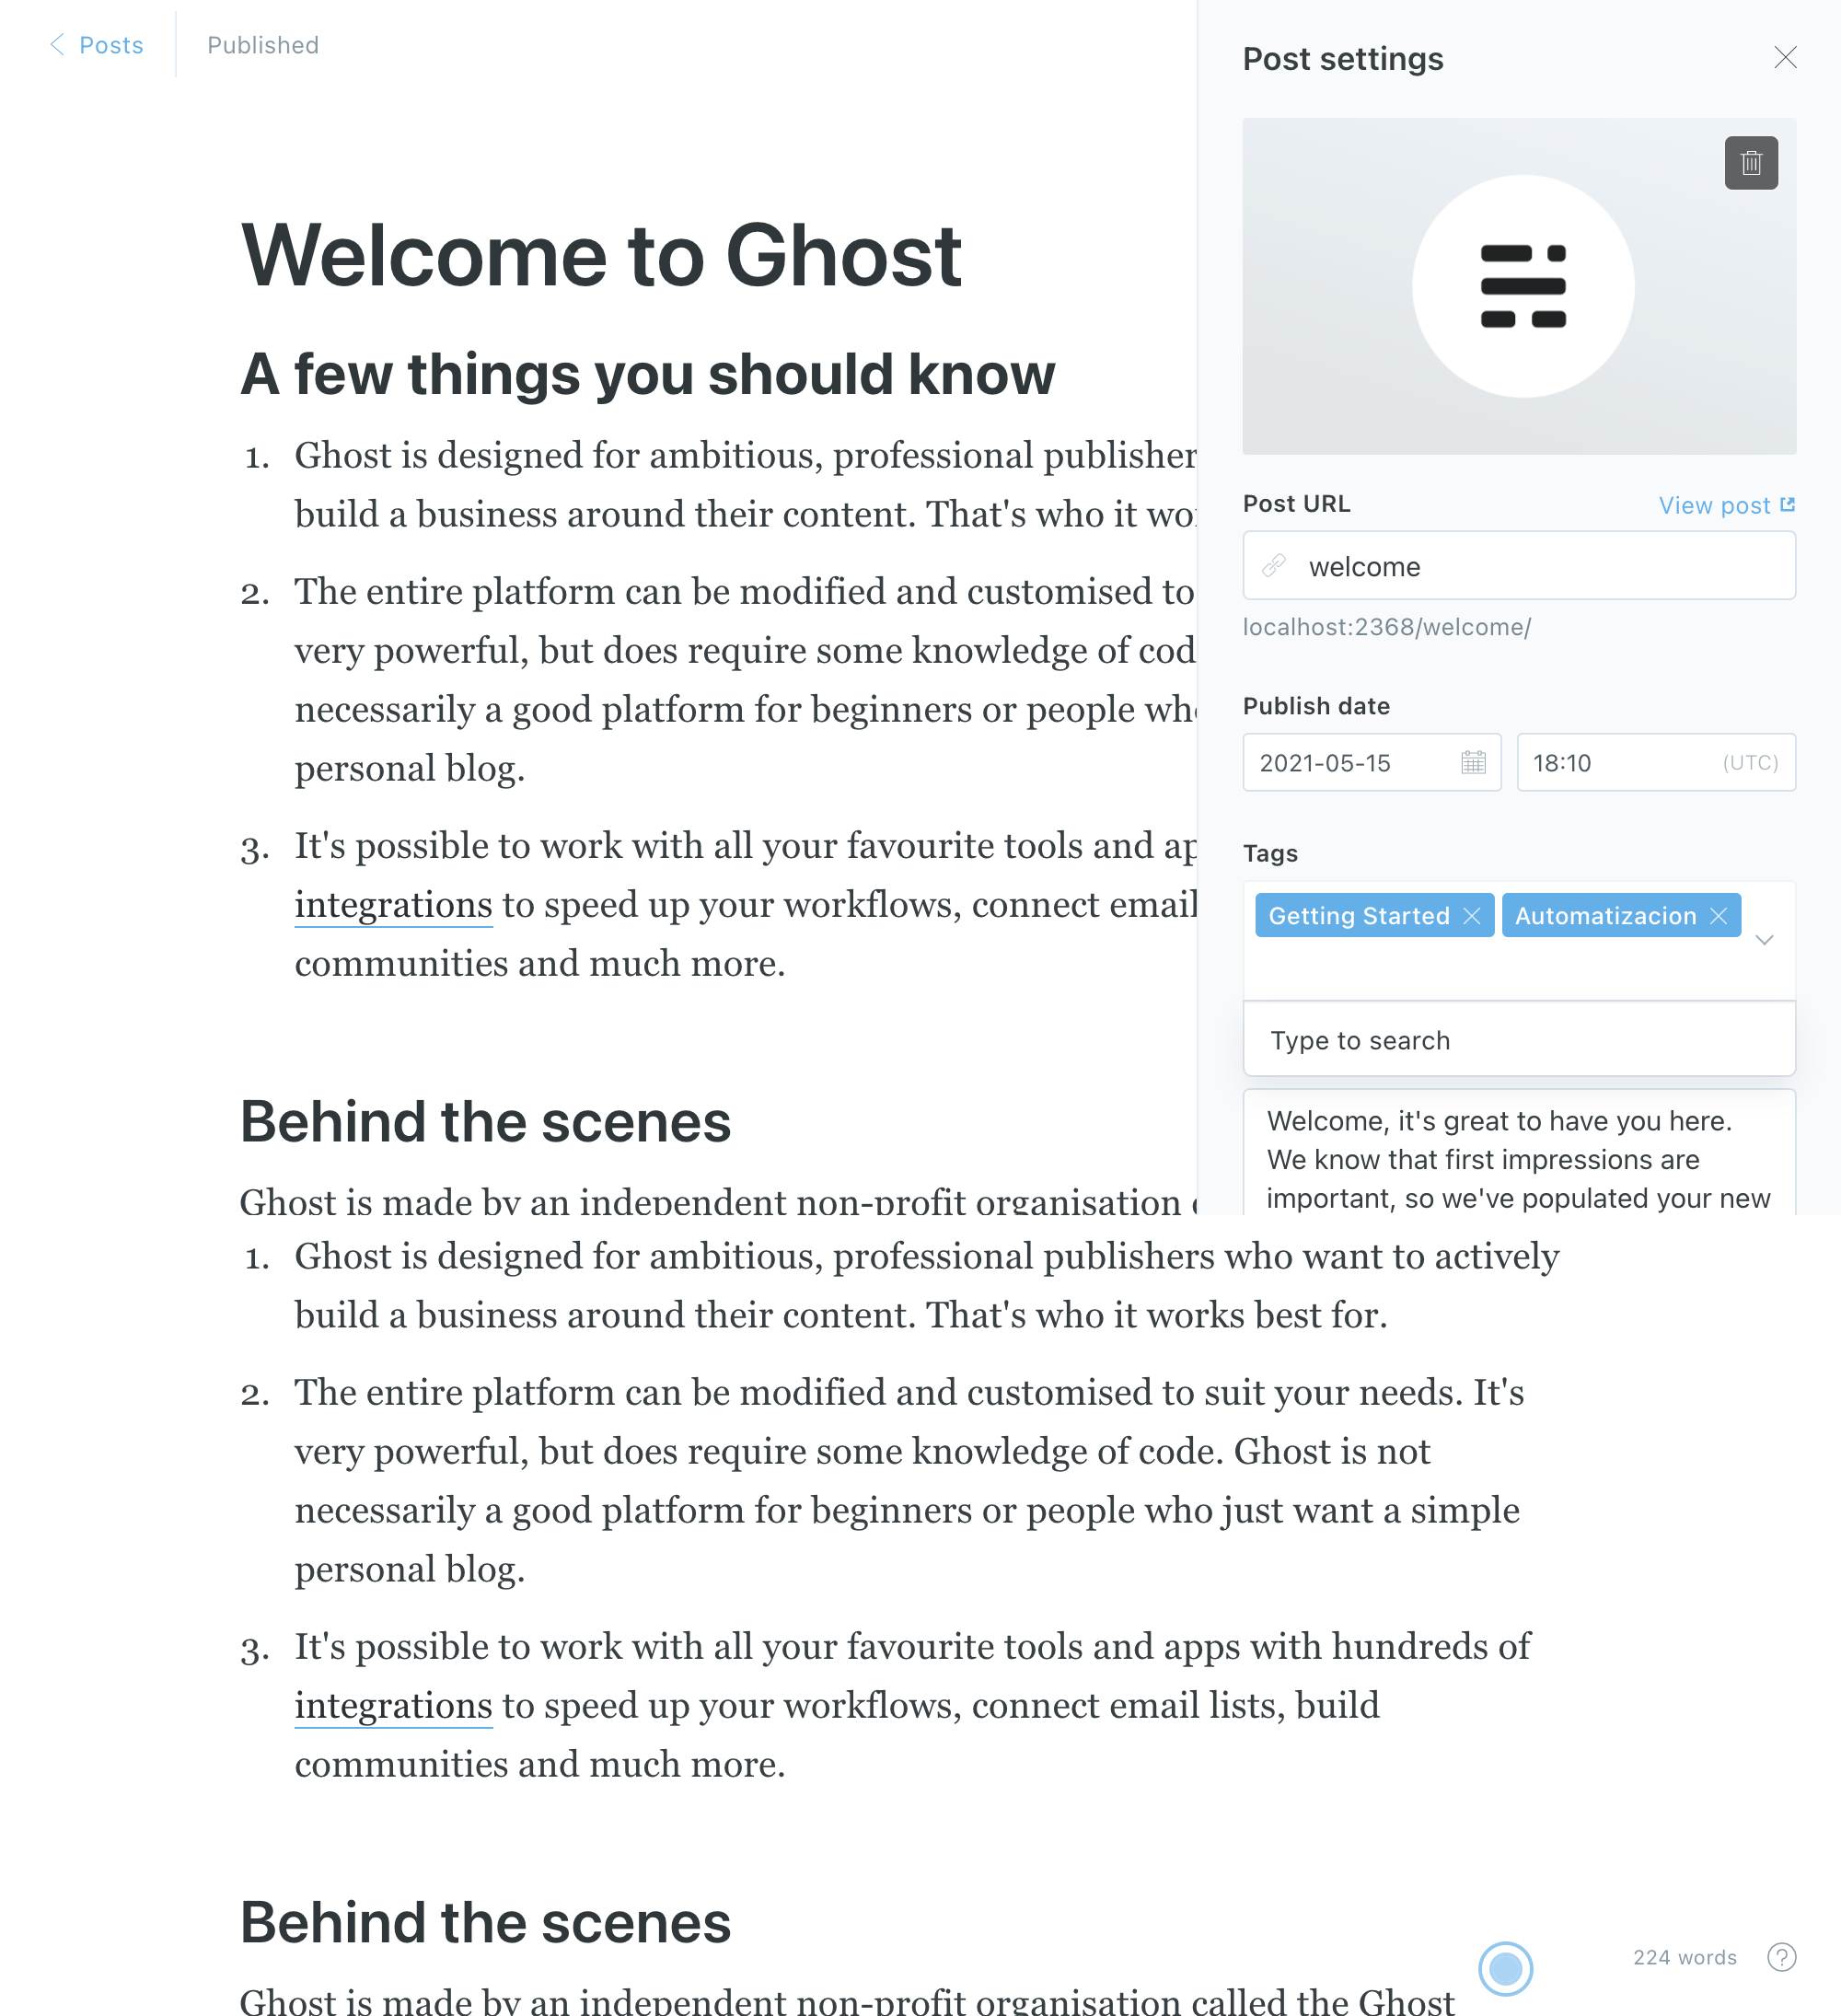 Posts
Published
Welcome to Ghost
A few things you should know
1. Ghost is designed for ambitious, professional publisher
build a business around their content. That's who it wo
2. The entire platform can be modified and customised to
very powerful, but does require some knowledge of cod
necessarily a good platform for beginners or people wh
personal blog.
3. It's possible to work with all your favourite tools and ap
integrations to speed up your workflows, connect email
communities and much more.
Behind the scenes
Ghost is made by an independent non-profit organisation
Post settings
Post URL
View post
welcome
localhost:2368/welcome/
Publish date
2021-05-15
18:10 (UTC)
Tags
Getting Started Automatizacion
Type to search
Welcome, it's great to have you here.
We know that first impressions are
important, so we've populated your new
1. Ghost is designed for ambitious, professional publishers who want to actively
build a business around their content. That's who it works best for.
2. The entire platform can be modified and customised to suit your needs. It's
very powerful, but does require some knowledge of code. Ghost is not
necessarily a good platform for beginners or people who just want a simple
personal blog.
3. It's possible to work with all your favourite tools and apps with hundreds of
integrations to speed up your workflows, connect email lists, build
communities and much more.
Behind the scenes
Ghost is made by an independent non-profit organisation called the Ghost
224 words
?